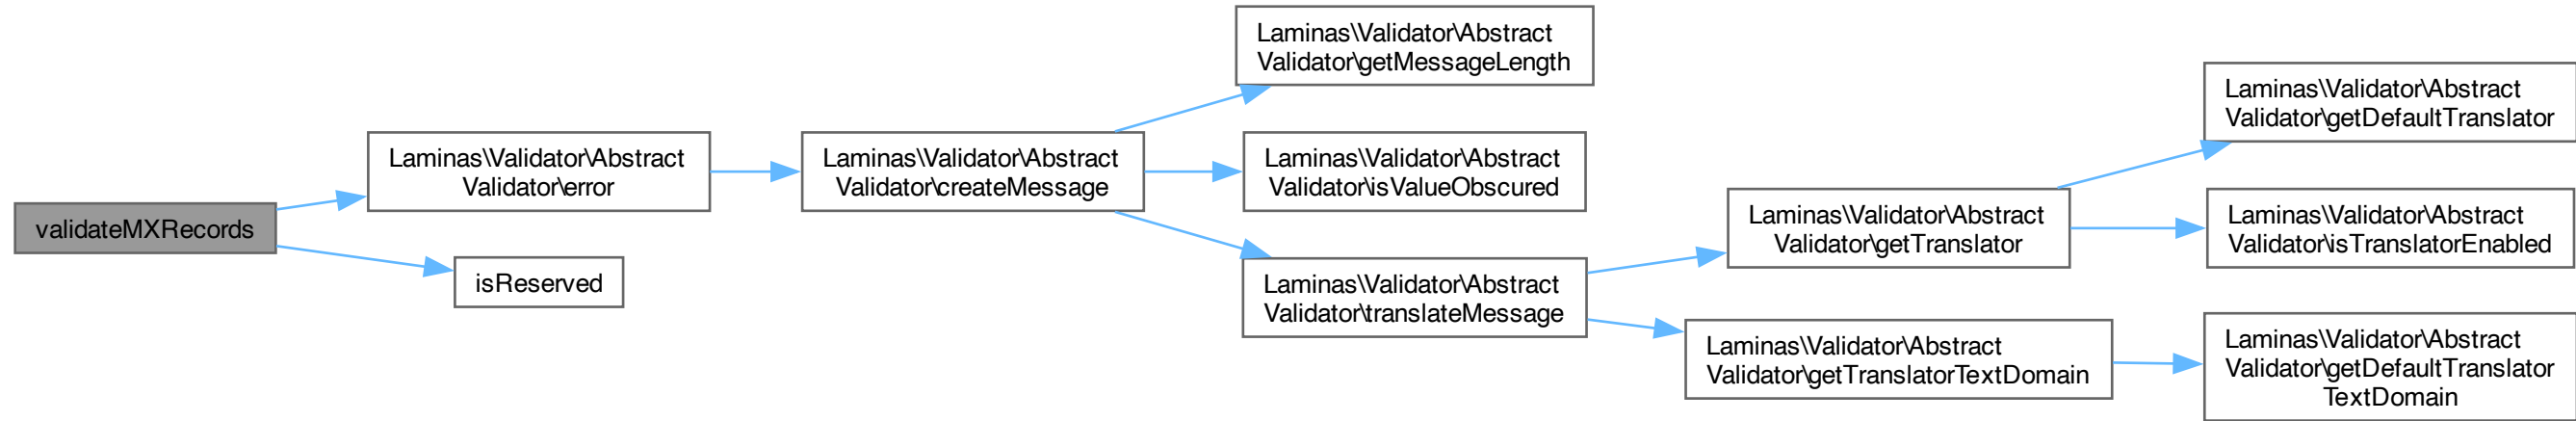 validateMXRecords
Laminas\Validator\Abstract
Validator\error
isReserved
Laminas\Validator\Abstract
Validator\createMessage
Laminas\Validator\Abstract
Validator\getMessageLength
Laminas\Validator\Abstract
Validator\isValueObscured
Laminas\Validator\Abstract
Validator\translateMessage
Laminas\Validator\Abstract
Validator\getTranslator
Laminas\Validator\Abstract
Validator\getTranslatorTextDomain
Laminas\Validator\Abstract
Validator\getDefaultTranslator
Laminas\Validator\Abstract
Validator\isTranslatorEnabled
Laminas\Validator\Abstract
Validator\getDefaultTranslator
TextDomain